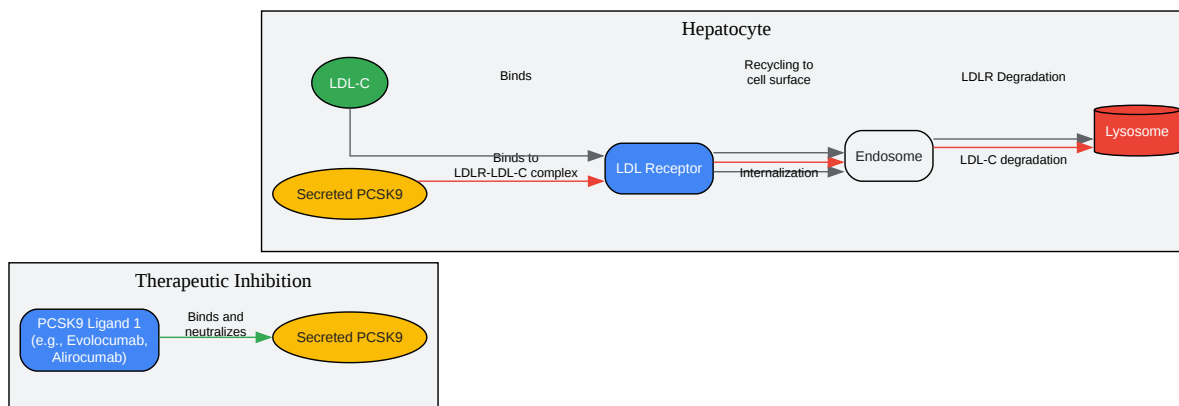 Hepatocyte
LDL-C
Binds
Recycling to
cell surface
LDLR Degradation
Lysosome
Binds to
LDLR-LDL-C complex
LDL Receptor
Internalization
Endosome
LDL-C degradation
Secreted PCSK9
Therapeutic Inhibition
PCSK9 Ligand 1
(e.g., Evolocumab,
Alirocumab)
Binds and
neutralizes
Secreted PCSK9